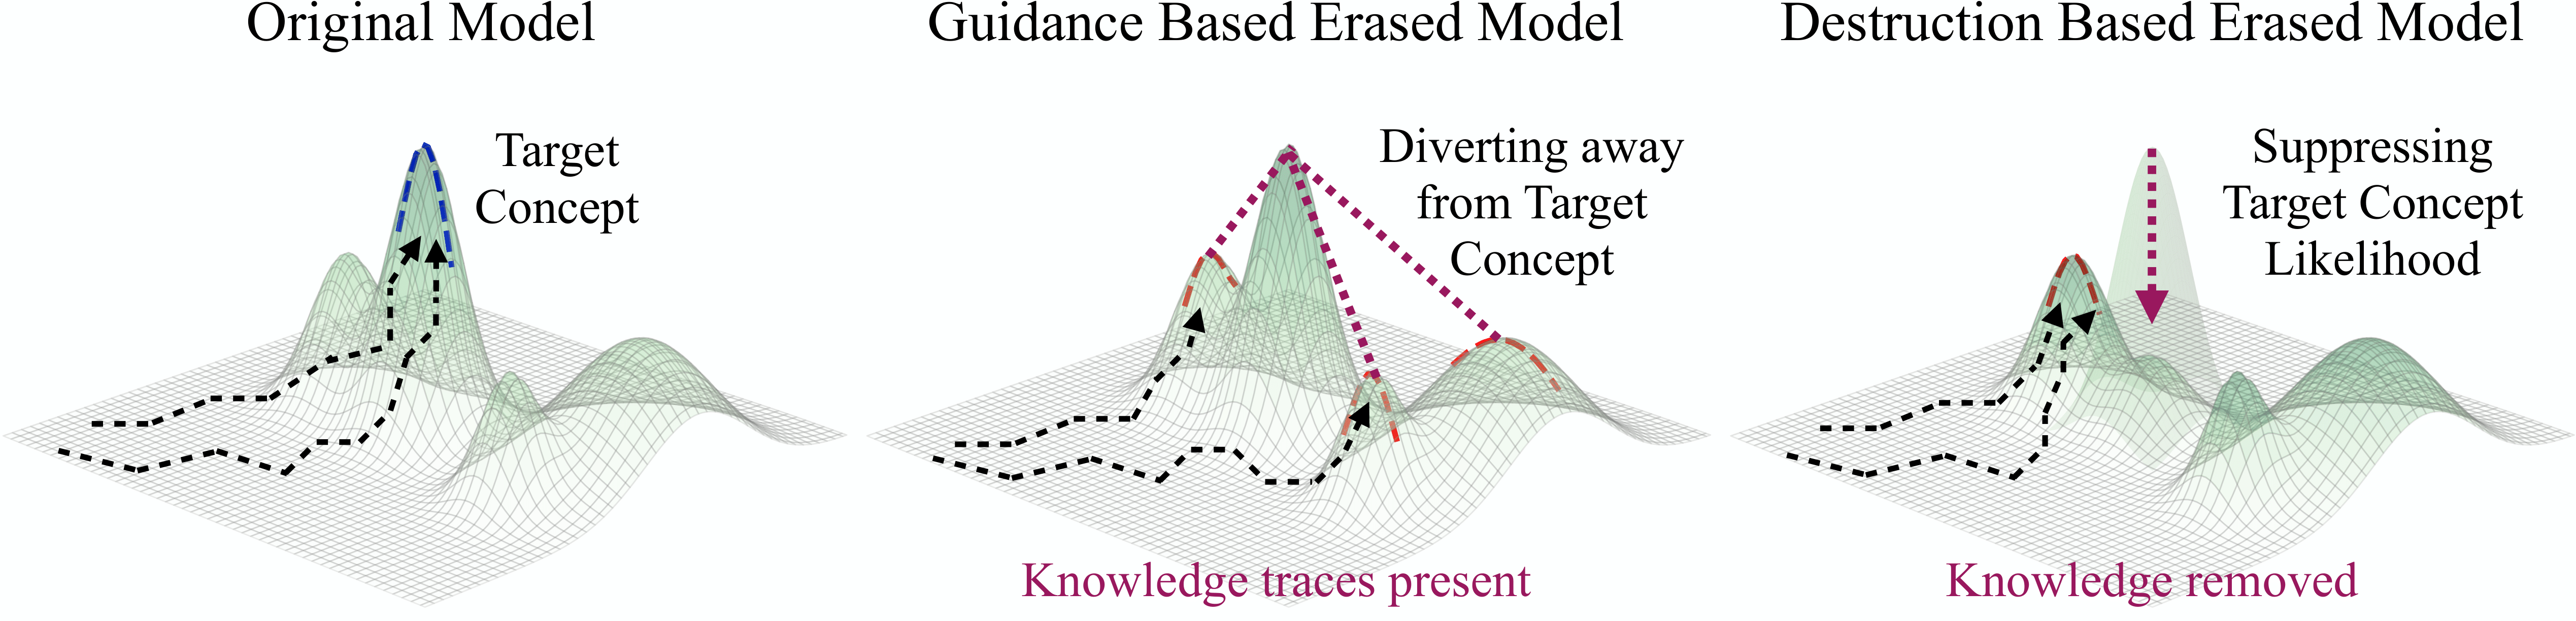 Original Model
Target
Concept
Guidance Based Erased Model
Diverting away
from Target
Concept
Knowledge traces present
Destruction Based Erased Model
Suppressing
Target Concept
Likelihood
Knowledge removed